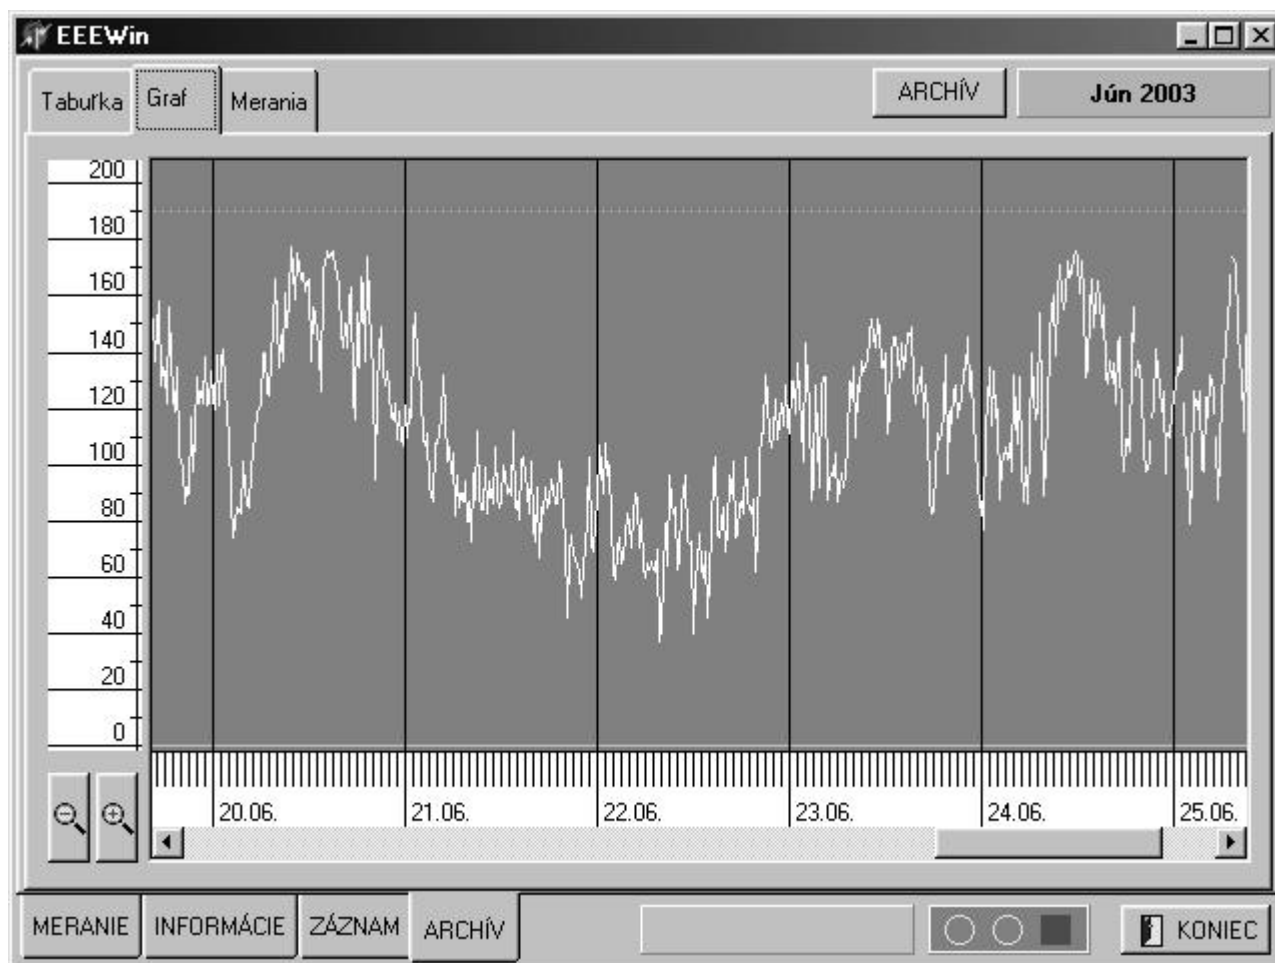 EEEWin
Tabuľka Graf Merania ARCHÍV Jún 2003
200
180
160
140
120
100
80
60
40
20
0
20.06. 21.06. 22.06. 23.06. 24.06. 25.06.
MERANIE INFORMÁCIE ZÁZNAM ARCHÍV KONIEC